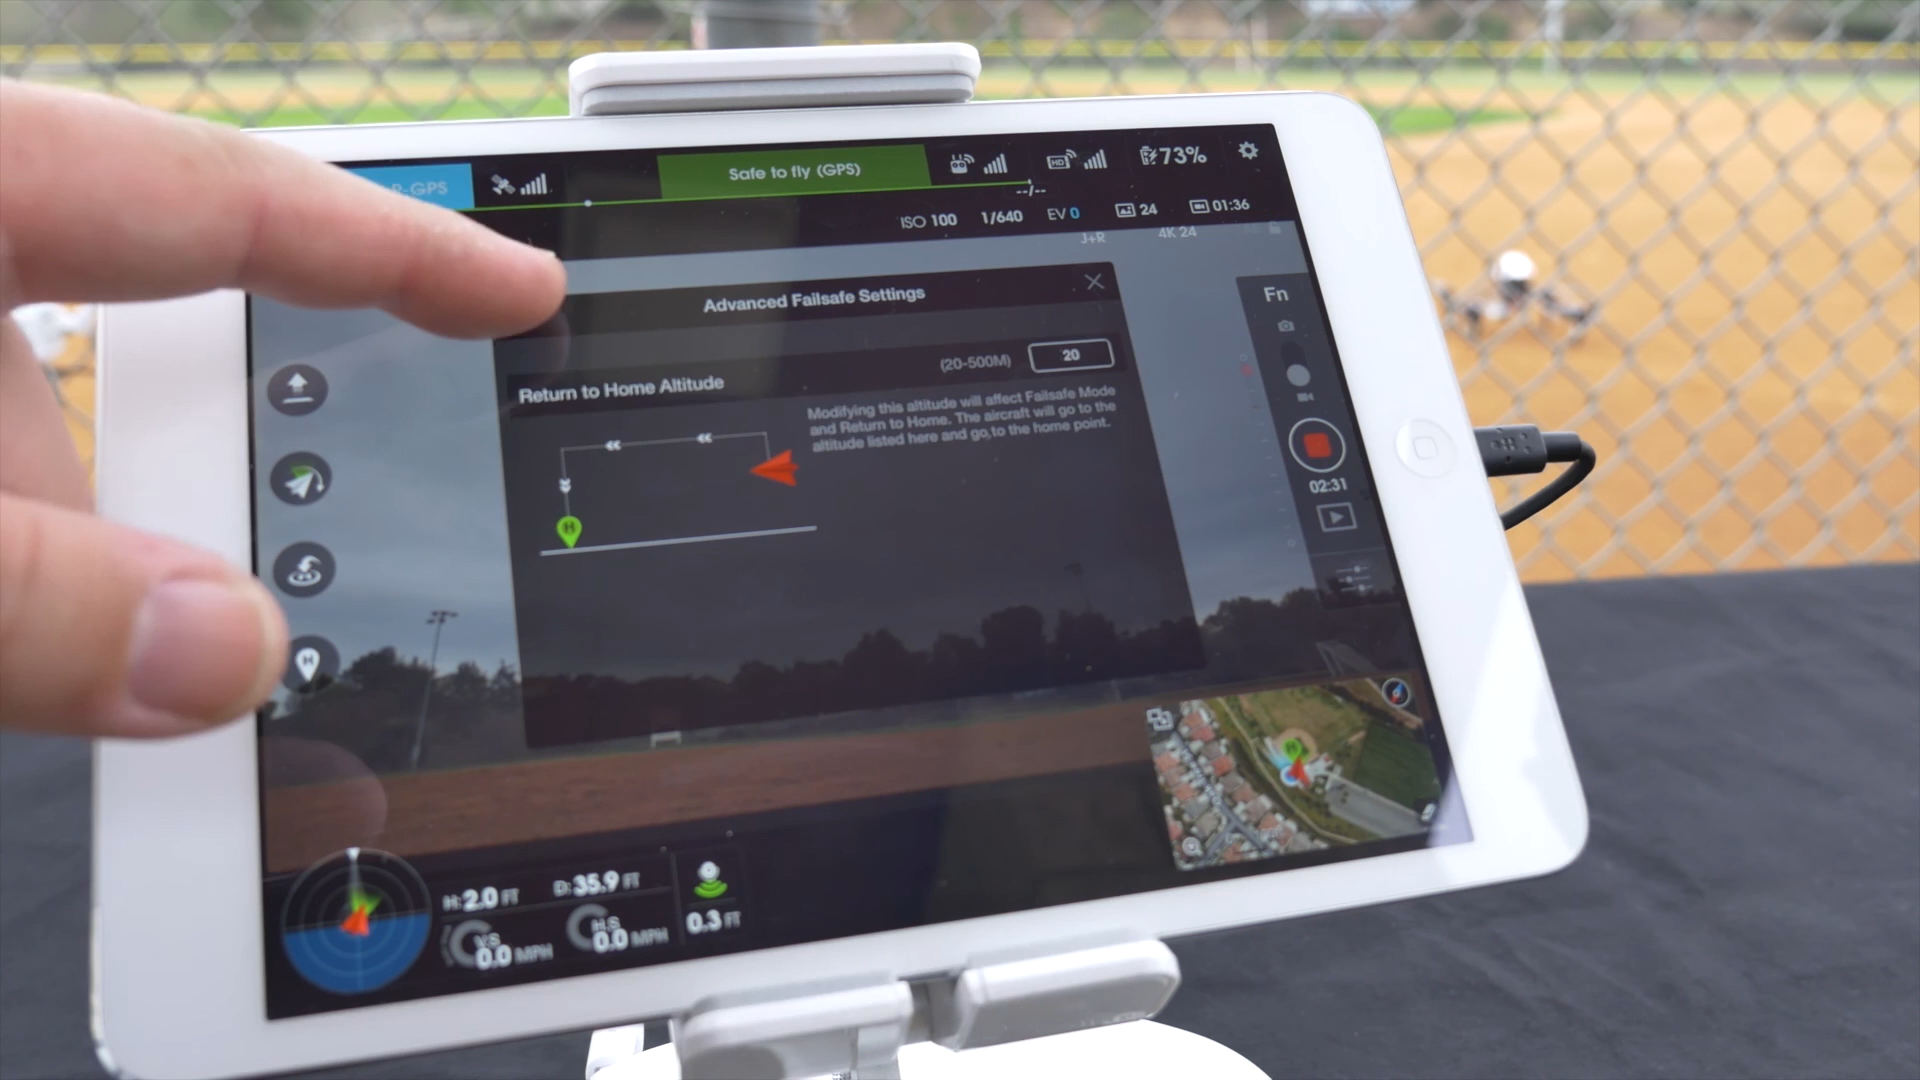 P-GPS
Safe to fly (GPS)
HD
73%
--/--
ISO 100 1/640 EV 0 24 01:36
J+R 4K 24
Fn
Advanced Failsafe Settings
Return to Home Altitude (20-500M) 20
Modifying this altitude will affect Failsafe Mode
and Return to Home. The aircraft will go to the
altitude listed here and go to the home point.
H
02:31
H
H
H: 2.0 FT D: 35.9 FT
V.S 0.0 MPH H.S 0.0 MPH 0.3 FT